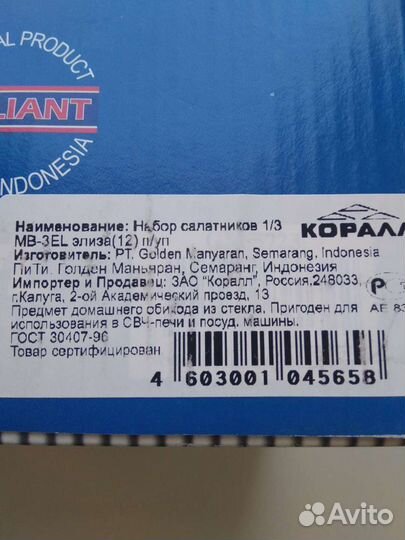 AL PRODUCT
LIANT
INDONESIA
Наименование: Набор салатников 1/3
MB-3EL элиза(12) п/уп
Изготовитель: PT. Golden Manyaran, Semarang. Indonesia
ПиТи. Голден Маньяран, Семаранг, Индонезия
Импортер и Продавец: ЗАО "Коралл", Россия,248033,
г.Калуга, 2-ой Академический проезд, 13
Предмет домашнего обихода из стекла. Пригоден для
использования в СВЧ-печи и посуд. машины.
ГОСТ 30407-96
Товар сертифицирован
КОРАЛЛ
АЕ 83
4 603001 045658
Avito